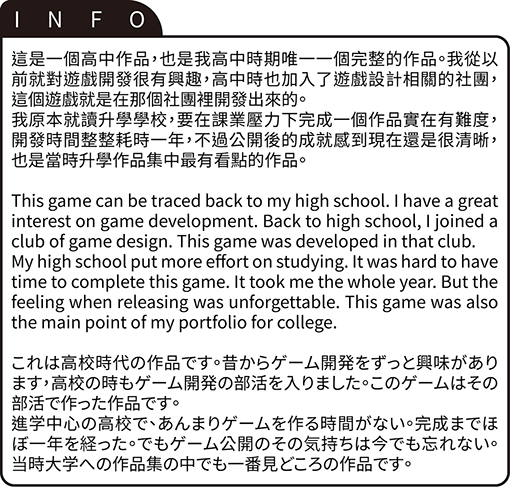 INFO
這是一個高中作品，也是我高中時期唯一一個完整的作品。我從以
前就對遊戲開發很有興趣，高中時也加入了遊戲設計相關的社團，
這個遊戲就是在那個社團裡開發出來的。
我原本就讀升學學校，要在課業壓力下完成一個作品實在有難度，
開發時間整整耗時一年，不過公開後的成就感到現在還是很清晰，
也是當時升學作品集中最有看點的作品。
This game can be traced back to my high school. I have a great
interest on game development. Back to high school, I joined a
club of game design. This game was developed in that club.
My high school put more effort on studying. It was hard to have
time to complete this game. It took me the whole year. But the
feeling when releasing was unforgettable. This game was also
the main point of my portfolio for college.
これは高校時代の作品です。昔からゲーム開発をずっと興味があり
ます，高校の時もゲーム開発の部活を入りました。このゲームはその
部活で作った作品です。
進学中心の高校で、あんまりゲームを作る時間がない。完成までほ
ぼ一年を経った。でもゲーム公開のその気持ちは今でも忘れない。
当時大学への作品集の中でも一番見どころの作品です。